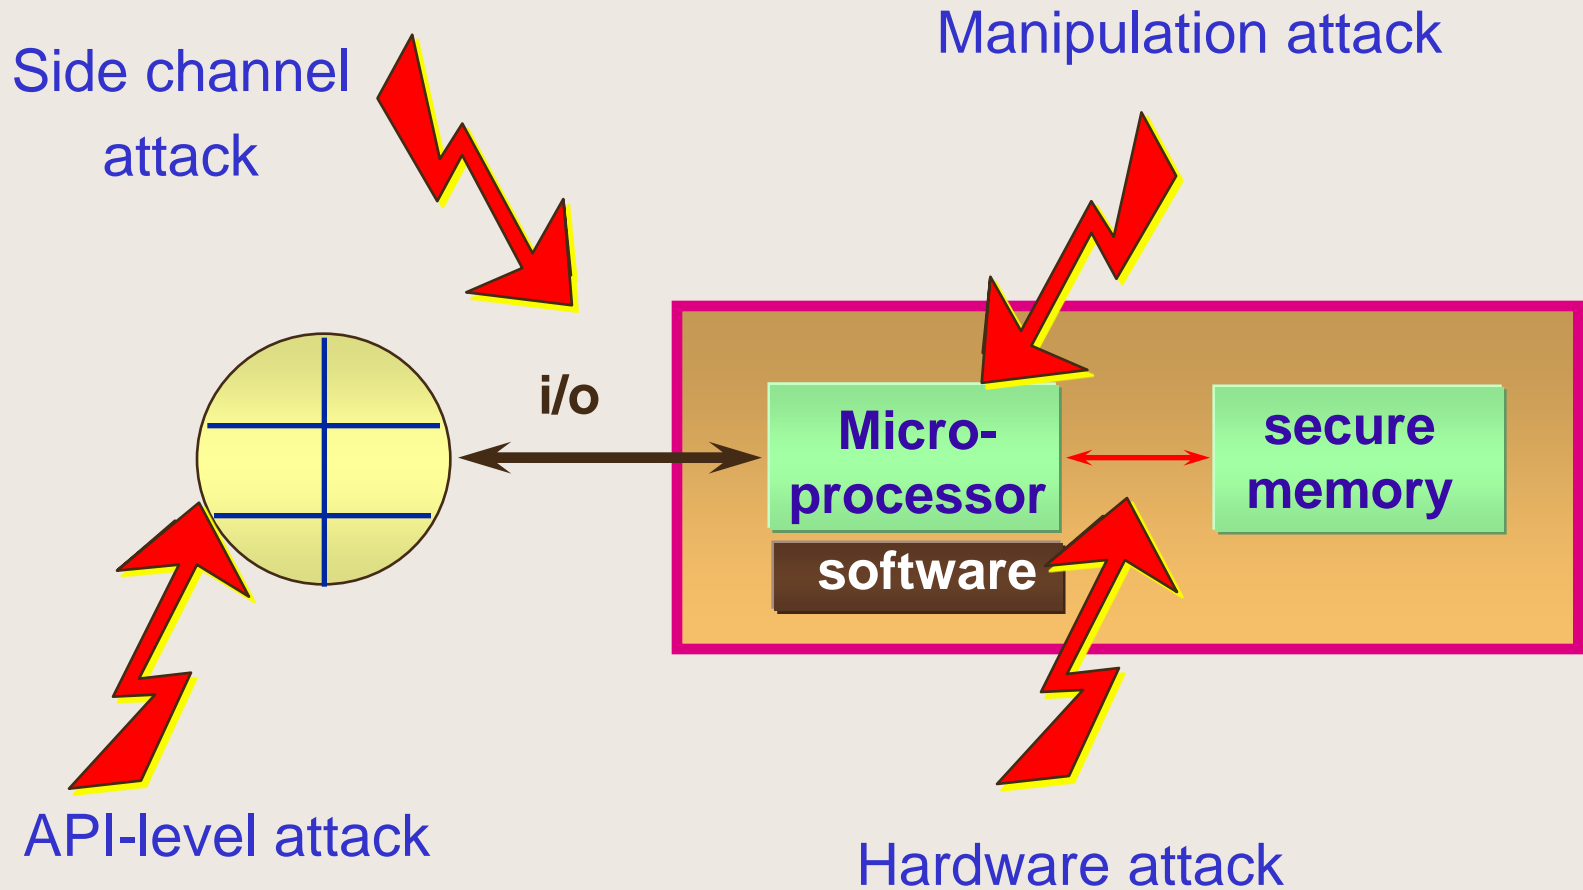 Manipulation attack
Side channel
attack
i/o
Micro-
processor
secure
memory
software
API-level attack
Hardware attack